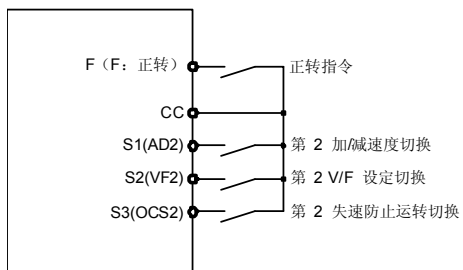 F（F：正转） 正转指令
CC
S1(AD2) 第 2 加/减速度切换
S2(VF2) 第 2 V/F 设定切换
S3(OCS2) 第 2 失速防止运转切换